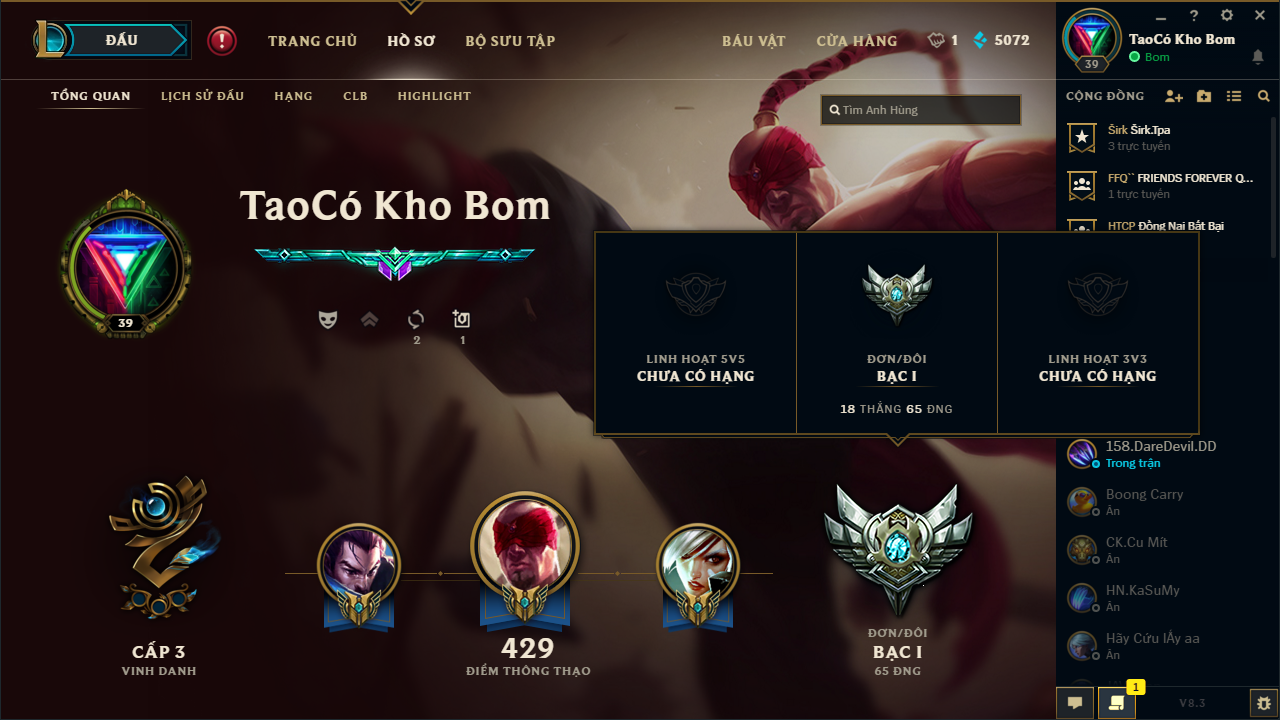 ĐẤU
TRANG CHỦ
HỒ SƠ
BỘ SƯU TẬP
BÁU VẬT
CỬA HÀNG
1
5072
TaoCó Kho Bom
Bom
39
TỔNG QUAN
LỊCH SỬ ĐẤU
HẠNG
CLB
HIGHLIGHT
Tìm Anh Hùng
CỘNG ĐỒNG
Širk Širk.Tpa
3 trực tuyến
FFQ`` FRIENDS FOREVER Q...
1 trực tuyến
HTCP Đồng Nai Bất Bại
TaoCó Kho Bom
39
2
1
LINH HOẠT 5V5
CHƯA CÓ HẠNG
ĐƠN/ĐÔI
BẠC I
18 THẮNG 65 ĐNG
LINH HOẠT 3V3
CHƯA CÓ HẠNG
158.DareDevil.DD
Trong trận
Boong Carry
Ẩn
CK.Cu Mít
Ẩn
HN.KaSuMy
Ẩn
Hãy Cứu lẤy aa
Ẩn
CẤP 3
VINH DANH
429
ĐIỂM THÔNG THẠO
ĐƠN/ĐÔI
BẠC I
65 ĐNG
1
V8.3